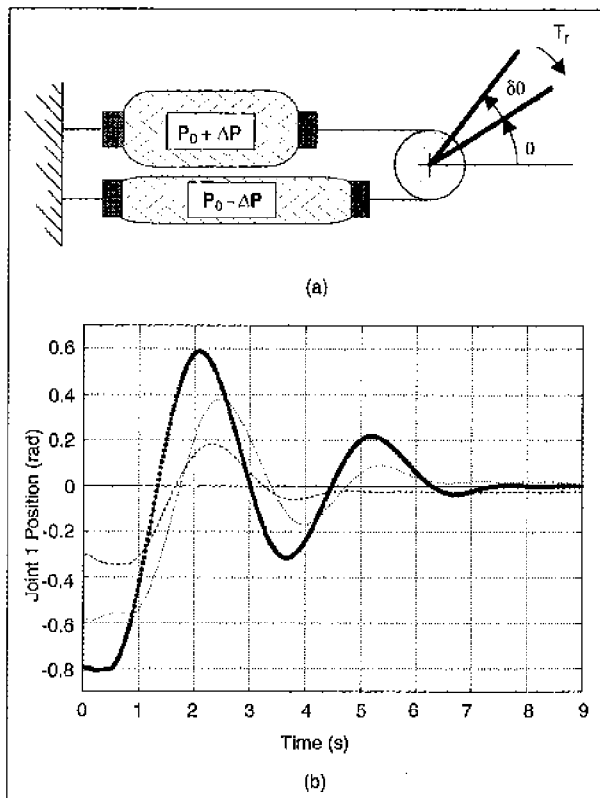 T_r
δθ
P_0 + ΔP
θ
P_0 − ΔP
(a)
0.6
0.4
0.2
0
-0.2
-0.4
-0.6
-0.8
Joint 1 Position (rad)
0 1 2 3 4 5 6 7 8 9
Time (s)
(b)